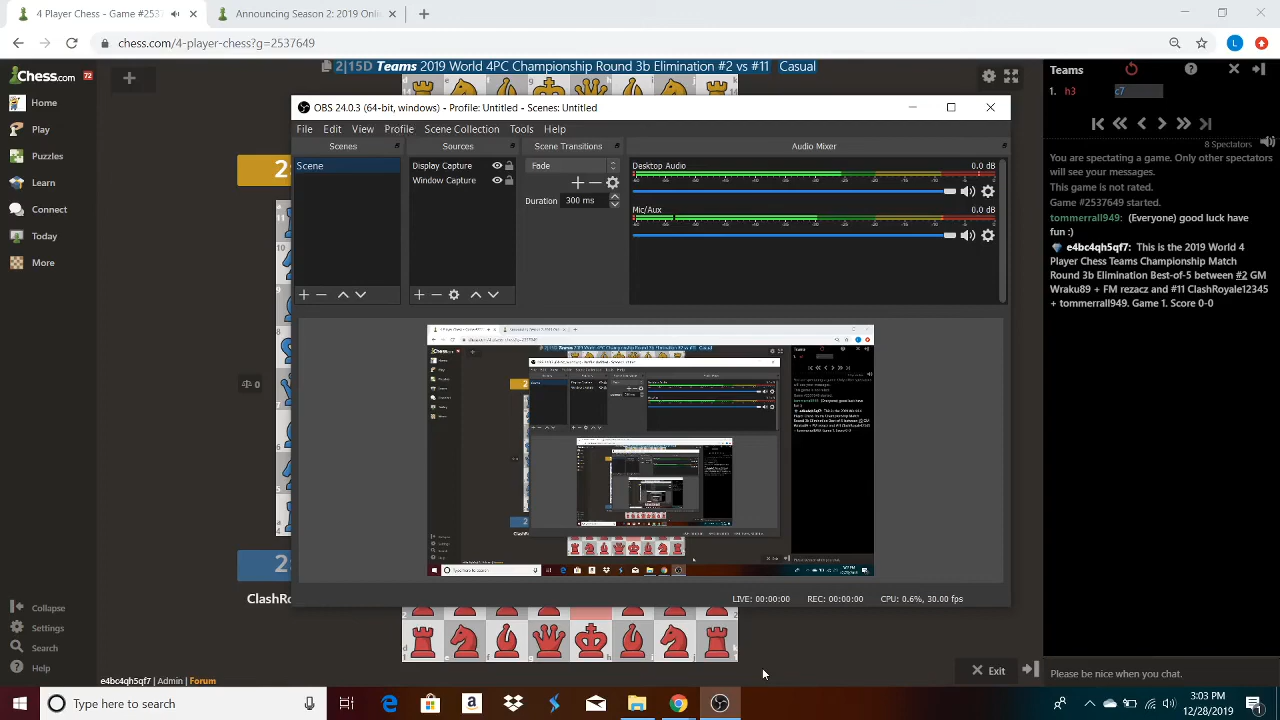 4 Player Chess - Game #2537
Announcing Season 2: 2019 Onli
chess.com/4-player-chess?g=2537649
Chess.com
72
Home
Play
Puzzles
Learn
Connect
Today
More
Collapse
Settings
Search
Help
2|15D Teams 2019 World 4PC Championship Round 3b Elimination #2 vs #11 Casual
OBS 24.0.3 (64-bit, windows) - Profile: Untitled - Scenes: Untitled
File Edit View Profile Scene Collection Tools Help
Scenes
Sources
Scene Transitions
Audio Mixer
Scene
Display Capture
Window Capture
Fade
Duration 300 ms
Desktop Audio 0.0 dB
Mic/Aux 0.0 dB
LIVE: 00:00:00 REC: 00:00:00 CPU: 0.6%, 30.00 fps
0
ClashRo
e4bc4qh5qf7 | Admin | Forum
Teams
1. h3 c7
8 Spectators
You are spectating a game. Only other spectators
will see your messages.
This game is not rated.
Game #2537649 started.
tommerrall949: (Everyone) good luck have
fun :)
e4bc4qh5qf7: This is the 2019 World 4
Player Chess Teams Championship Match
Round 3b Elimination Best-of-5 between #2 GM
Wraku89 + FM rezacz and #11 ClashRoyale12345
+ tommerrall949. Game 1. Score 0-0
Exit
Please be nice when you chat.
Type here to search
3:03 PM
12/28/2019